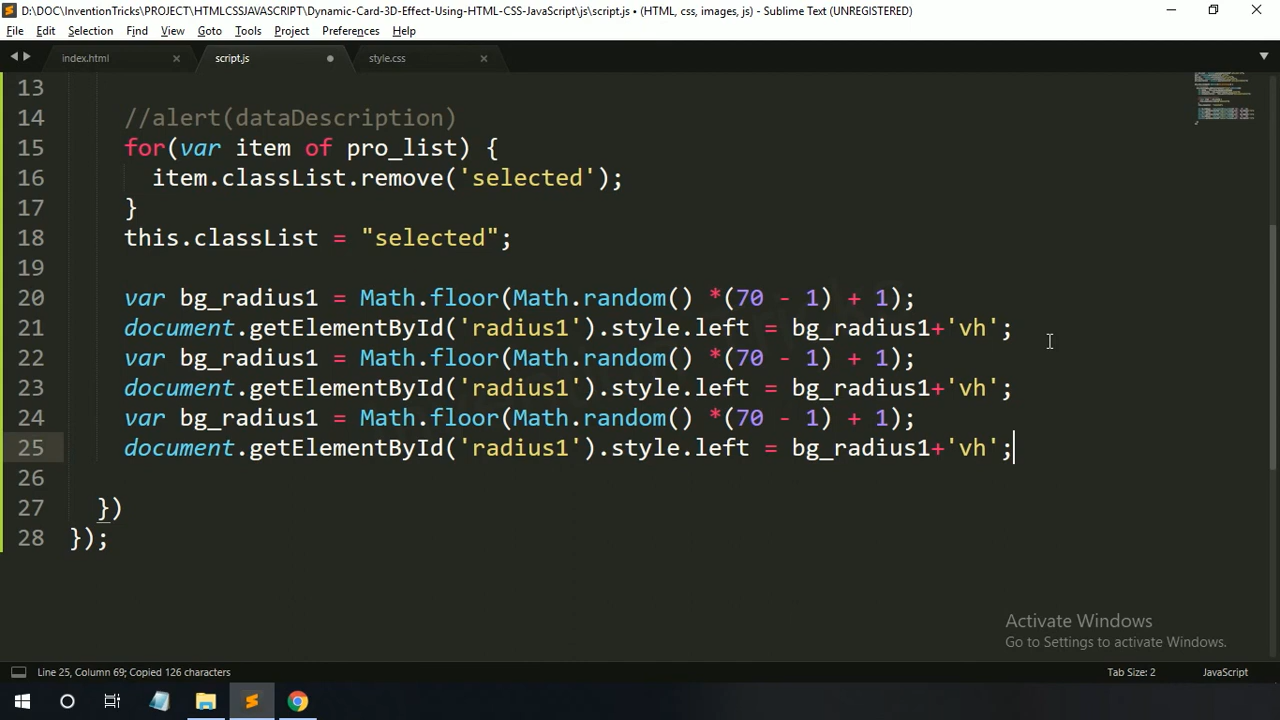 D:\DOC\InventionTricks\PROJECT\HTMLCSSJAVASCRIPT\Dynamic-Card-3D-Effect-Using-HTML-CSS-JavaScript\js\script.js • (HTML, css, images, js) - Sublime Text (UNREGISTERED)
File Edit Selection Find View Goto Tools Project Preferences Help
index.html script.js style.css
13
14 //alert(dataDescription)
15 for(var item of pro_list) {
16 item.classList.remove('selected');
17 }
18 this.classList = "selected";
19
20 var bg_radius1 = Math.floor(Math.random() *(70 - 1) + 1);
21 document.getElementById('radius1').style.left = bg_radius1+'vh';
22 var bg_radius1 = Math.floor(Math.random() *(70 - 1) + 1);
23 document.getElementById('radius1').style.left = bg_radius1+'vh';
24 var bg_radius1 = Math.floor(Math.random() *(70 - 1) + 1);
25 document.getElementById('radius1').style.left = bg_radius1+'vh';
26
27 })
28 });
Activate Windows
Go to Settings to activate Windows.
Line 25, Column 69; Copied 126 characters Tab Size: 2 JavaScript